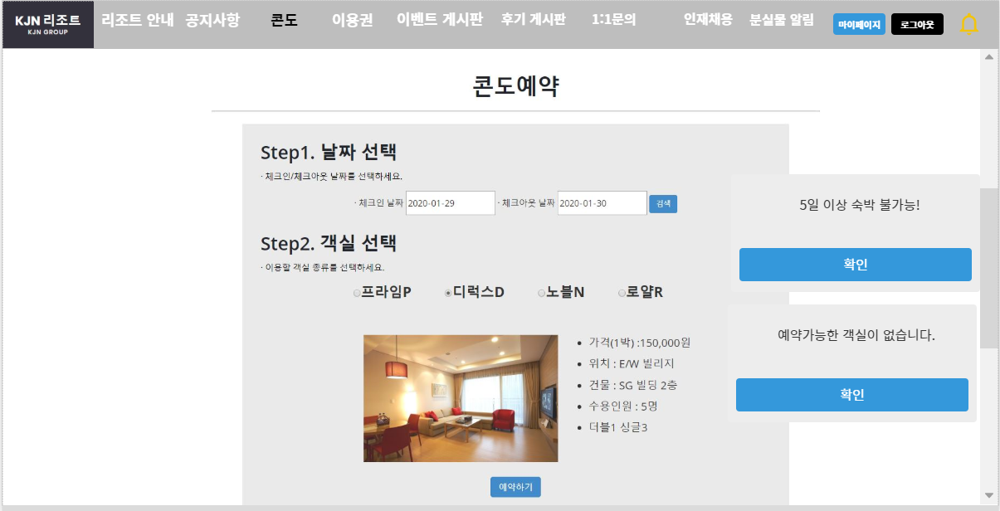 KJN 리조트
KJN GROUP
리조트 안내 공지사항 콘도 이용권 이벤트 게시판 후기 게시판 1:1문의 인재채용 분실물 알림 마이페이지 로그아웃
콘도예약
Step1. 날짜 선택
· 체크인/체크아웃 날짜를 선택하세요.
· 체크인 날짜 2020-01-29 · 체크아웃 날짜 2020-01-30 검색
5일 이상 숙박 불가능!
확인
Step2. 객실 선택
· 이용할 객실 종류를 선택하세요.
프라임P 디럭스D 노블N 로얄R
예약가능한 객실이 없습니다.
확인
가격(1박) :150,000원
위치 : E/W 빌리지
건물 : SG 빌딩 2층
수용인원 : 5명
더블1 싱글3
예약하기